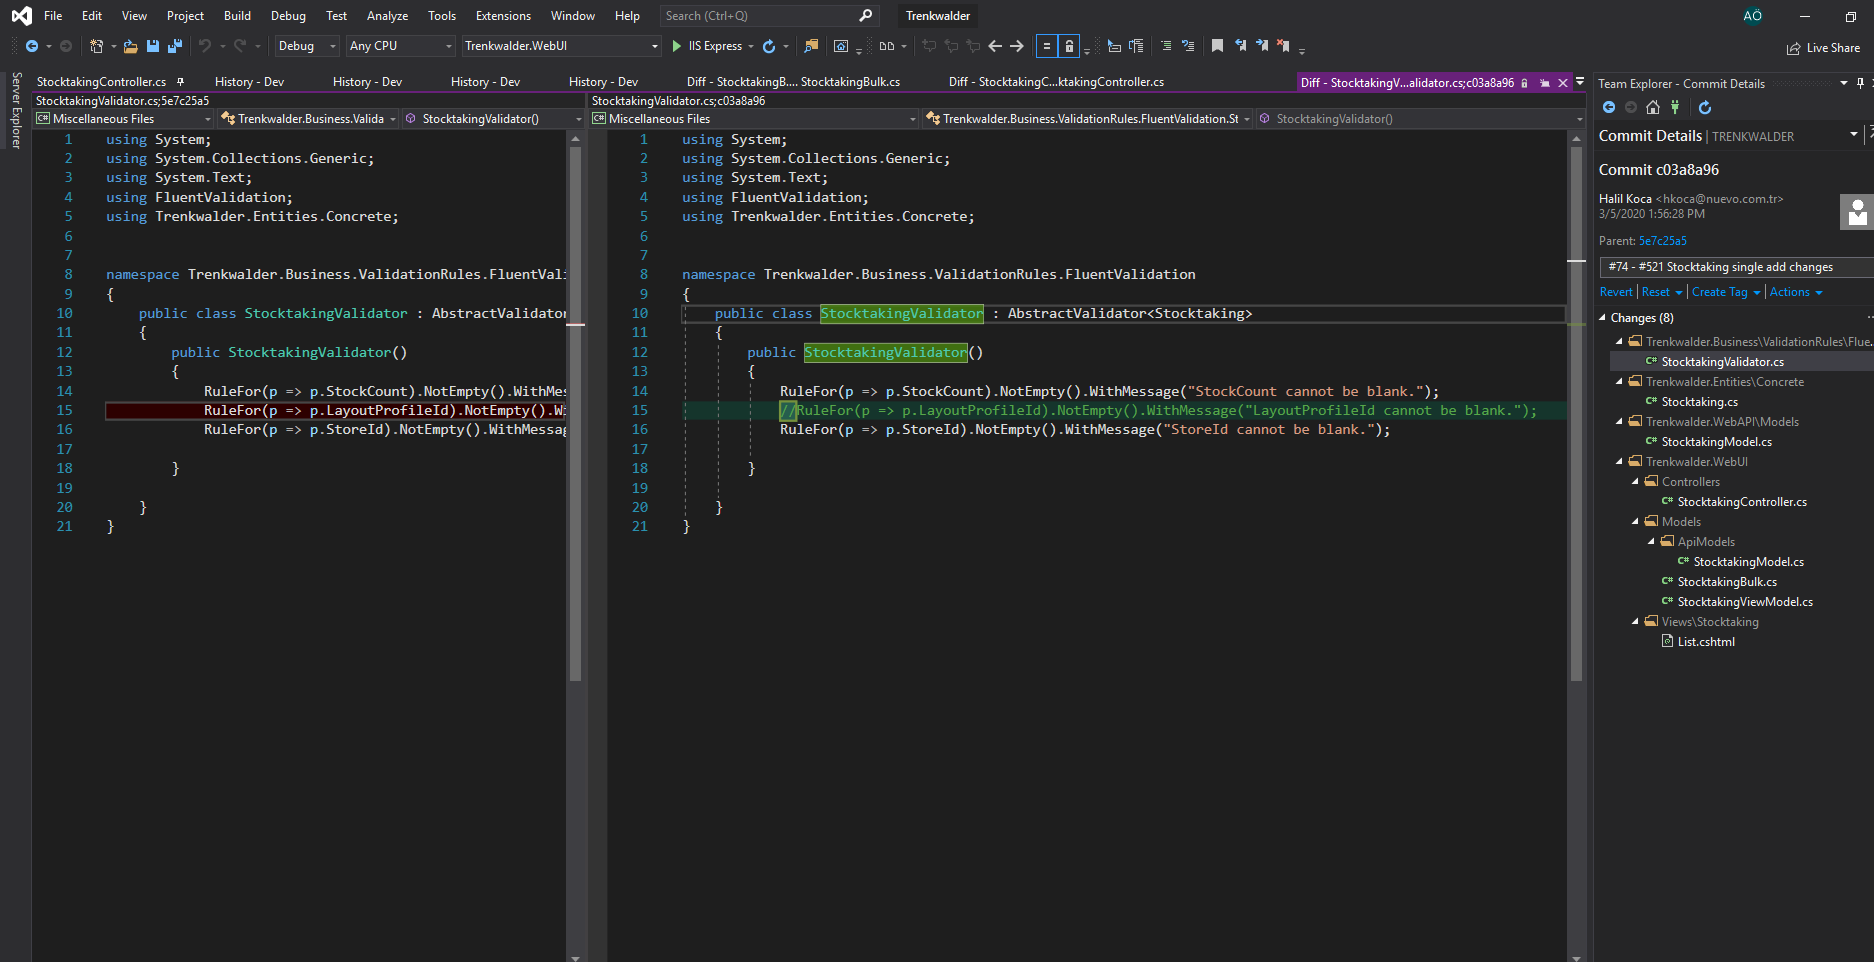 File Edit View Project Build Debug Test Analyze Tools Extensions Window Help Search (Ctrl+Q) Trenkwalder AÖ
Debug Any CPU Trenkwalder.WebUI IIS Express Live Share
Server Explorer
StocktakingController.cs History - Dev History - Dev History - Dev History - Dev Diff - StocktakingB.... StocktakingBulk.cs Diff - StocktakingC...ktakingController.cs Diff - StocktakingV...alidator.cs;c03a8a96
StocktakingValidator.cs;5e7c25a5
Miscellaneous Files Trenkwalder.Business.Valida StocktakingValidator()
1 using System;
2 using System.Collections.Generic;
3 using System.Text;
4 using FluentValidation;
5 using Trenkwalder.Entities.Concrete;
6
7
8 namespace Trenkwalder.Business.ValidationRules.FluentVali
9 {
10 public class StocktakingValidator : AbstractValidator
11 {
12 public StocktakingValidator()
13 {
14 RuleFor(p => p.StockCount).NotEmpty().WithMes
15 RuleFor(p => p.LayoutProfileId).NotEmpty().Wi
16 RuleFor(p => p.StoreId).NotEmpty().WithMessag
17
18 }
19
20 }
21 }
StocktakingValidator.cs;c03a8a96
Miscellaneous Files Trenkwalder.Business.ValidationRules.FluentValidation.St StocktakingValidator()
1 using System;
2 using System.Collections.Generic;
3 using System.Text;
4 using FluentValidation;
5 using Trenkwalder.Entities.Concrete;
6
7
8 namespace Trenkwalder.Business.ValidationRules.FluentValidation
9 {
10 public class StocktakingValidator : AbstractValidator<Stocktaking>
11 {
12 public StocktakingValidator()
13 {
14 RuleFor(p => p.StockCount).NotEmpty().WithMessage("StockCount cannot be blank.");
15 //RuleFor(p => p.LayoutProfileId).NotEmpty().WithMessage("LayoutProfileId cannot be blank.");
16 RuleFor(p => p.StoreId).NotEmpty().WithMessage("StoreId cannot be blank.");
17
18 }
19
20 }
21 }
Team Explorer - Commit Details
Commit Details | TRENKWALDER
Commit c03a8a96
Halil Koca <hkoca@nuevo.com.tr>
3/5/2020 1:56:28 PM
Parent: 5e7c25a5
#74 - #521 Stocktaking single add changes
Revert | Reset | Create Tag | Actions
Changes (8)
Trenkwalder.Business\ValidationRules\Flue...
C# StocktakingValidator.cs
Trenkwalder.Entities\Concrete
C# Stocktaking.cs
Trenkwalder.WebAPI\Models
C# StocktakingModel.cs
Trenkwalder.WebUI
Controllers
C# StocktakingController.cs
Models
ApiModels
C# StocktakingModel.cs
C# StocktakingBulk.cs
C# StocktakingViewModel.cs
Views\Stocktaking
List.cshtml